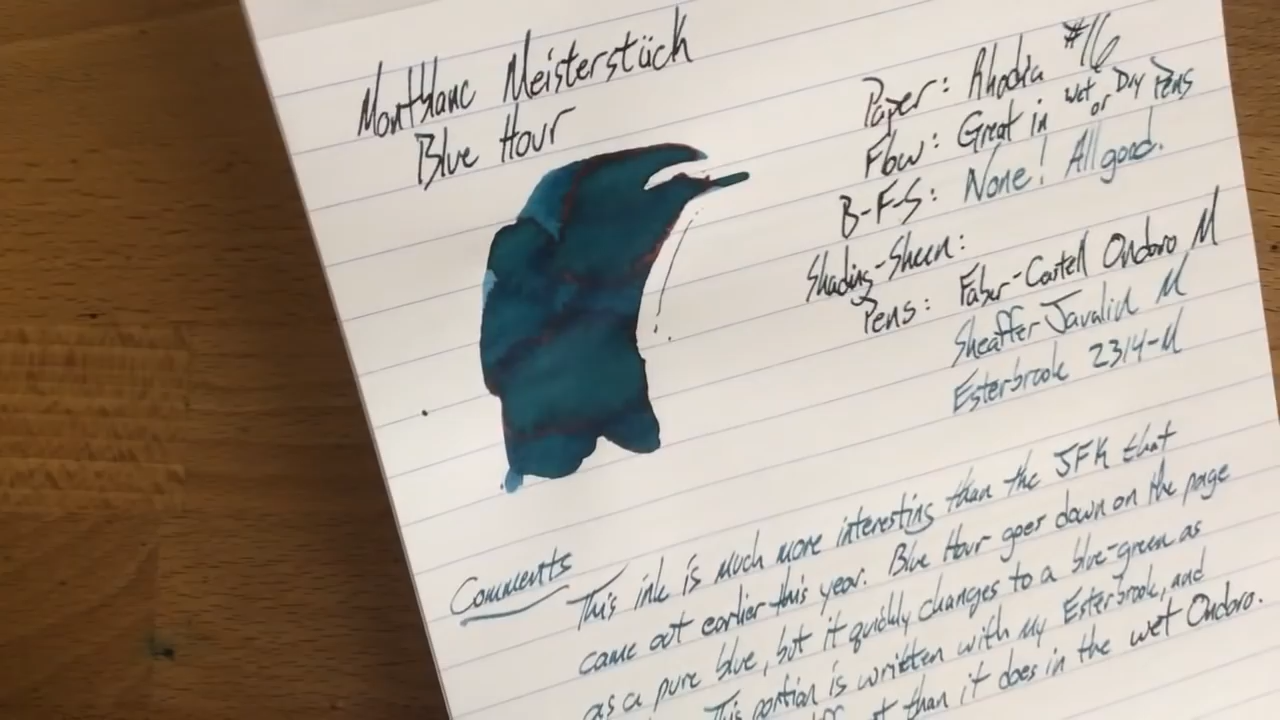 Montblanc Meisterstück
Blue Hour
Paper: Rhodia #16
Flow: Great in wet or Dry Pens
B-F-S: None! All good.
Shading-Sheen:
Pens: Faber-Castell Ondoro M
Sheaffer Javalin M
Esterbrook 2314-M
Comments
This ink is much more interesting than the JFK that
came out earlier this year. Blue Hour goes down on the page
as a pure blue, but it quickly changes to a blue-green as
This portion is written with my Esterbrook, and
than it does in the wet Ondoro.